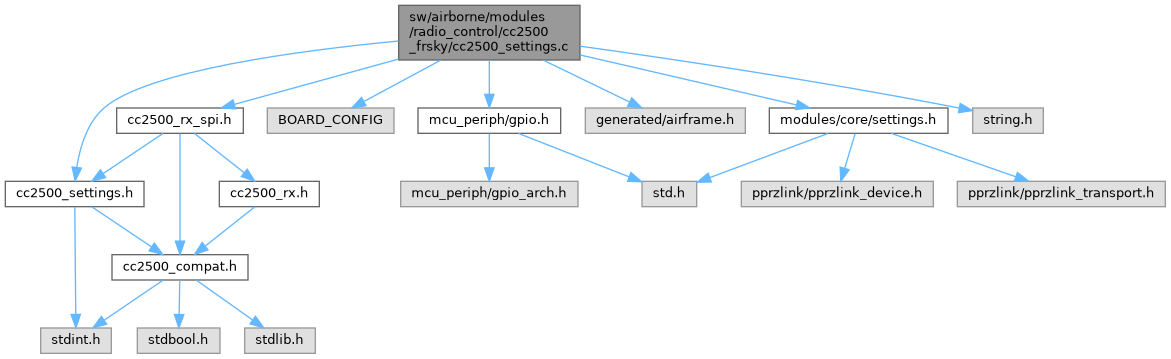 sw/airborne/modules
/radio_control/cc2500
_frsky/cc2500_settings.c
cc2500_rx_spi.h
BOARD_CONFIG
mcu_periph/gpio.h
generated/airframe.h
modules/core/settings.h
string.h
cc2500_settings.h
cc2500_rx.h
mcu_periph/gpio_arch.h
std.h
pprzlink/pprzlink_device.h
pprzlink/pprzlink_transport.h
cc2500_compat.h
stdint.h
stdbool.h
stdlib.h